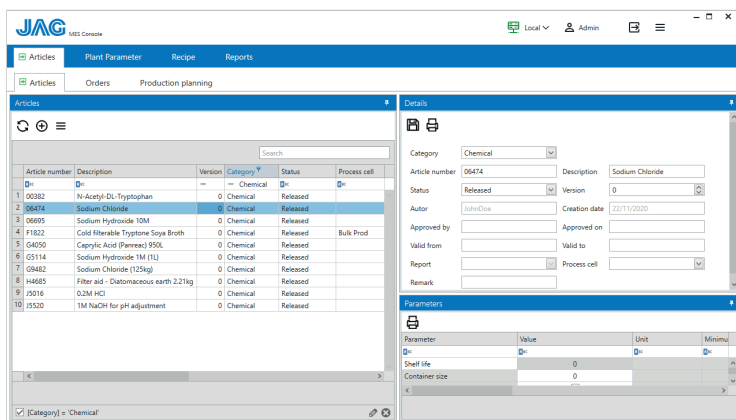 JAG MES Console Local Admin
Articles Plant Parameter Recipe Reports
Articles Orders Production planning
Articles
Search
Article number Description Version Category Status Process cell
= Chemical
1 00382 N-Acetyl-DL-Tryptophan 0 Chemical Released
2 06474 Sodium Chloride 0 Chemical Released
3 06695 Sodium Hydroxide 10M 0 Chemical Released
4 F1822 Cold filterable Tryptone Soya Broth 0 Chemical Released Bulk Prod
5 G4050 Caprylic Acid (Panreac) 950L 0 Chemical Released
6 G5114 Sodium Hydroxide 1M (1L) 0 Chemical Released
7 G9482 Sodium Chloride (125kg) 0 Chemical Released
8 H4685 Filter aid - Diatomaceous earth 2.21kg 0 Chemical Released
9 J5016 0.2M HCl 0 Chemical Released
10 J5520 1M NaOH for pH adjustment 0 Chemical Released
[Category] = 'Chemical'
Details
Category Chemical
Article number 06474 Description Sodium Chloride
Status Released Version 0
Autor JohnDoe Creation date 22/11/2020
Approved by Approved on
Valid from Valid to
Report Process cell
Remark
Parameters
Parameter Value Unit Minimu
Shelf life 0
Container size 0